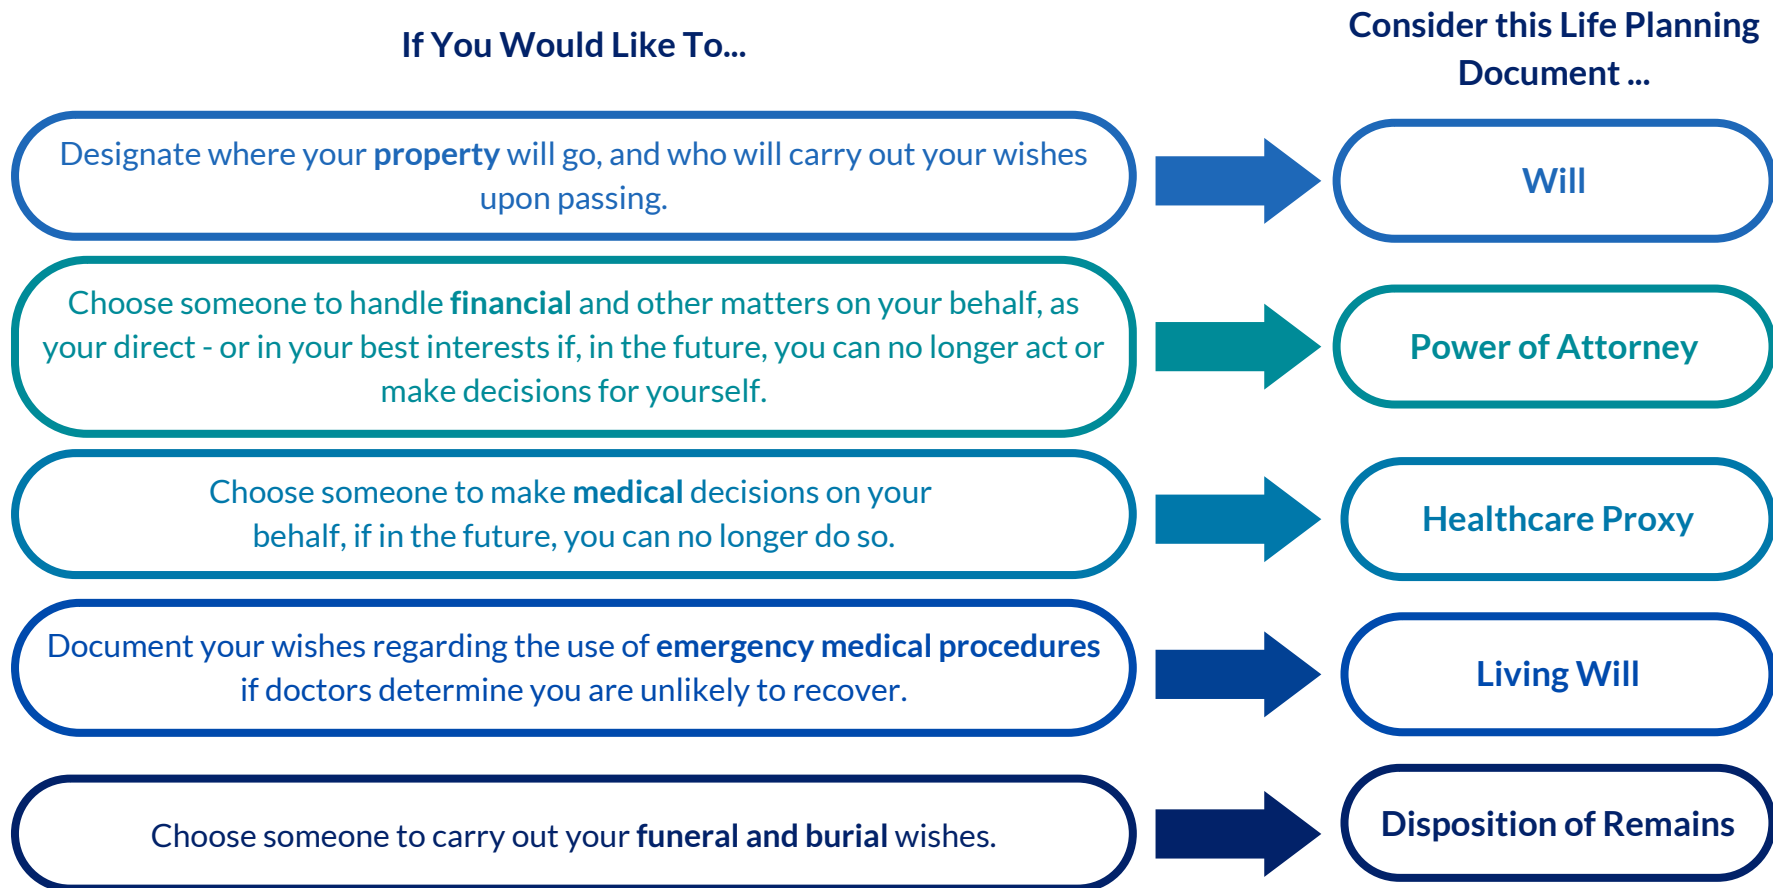 If You Would Like To...
Consider this Life Planning
Document ...
Designate where your property will go, and who will carry out your wishes
upon passing.
Will
Choose someone to handle financial and other matters on your behalf, as
your direct - or in your best interests if, in the future, you can no longer act or
make decisions for yourself.
Power of Attorney
Choose someone to make medical decisions on your
behalf, if in the future, you can no longer do so.
Healthcare Proxy
Document your wishes regarding the use of emergency medical procedures
if doctors determine you are unlikely to recover.
Living Will
Choose someone to carry out your funeral and burial wishes.
Disposition of Remains